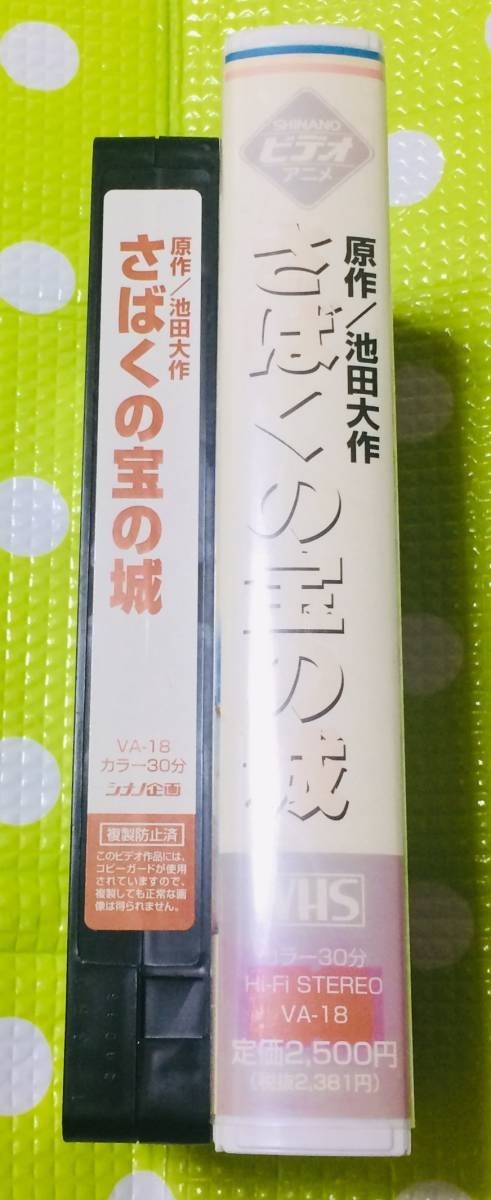 原作/池田大作
さばくの宝の城
VA-18
カラー30分
シナノ企画
複製防止済
このビデオ作品には、
コピーガードが使用
されていますので、
複製しても正常な画
像は得られません。
SHINANO
ビデオ
アニメ
原作/池田大作
さばくの宝の城
VHS
カラー30分
Hi-Fi STEREO
VA-18
定価2,500円
(税抜2,381円)